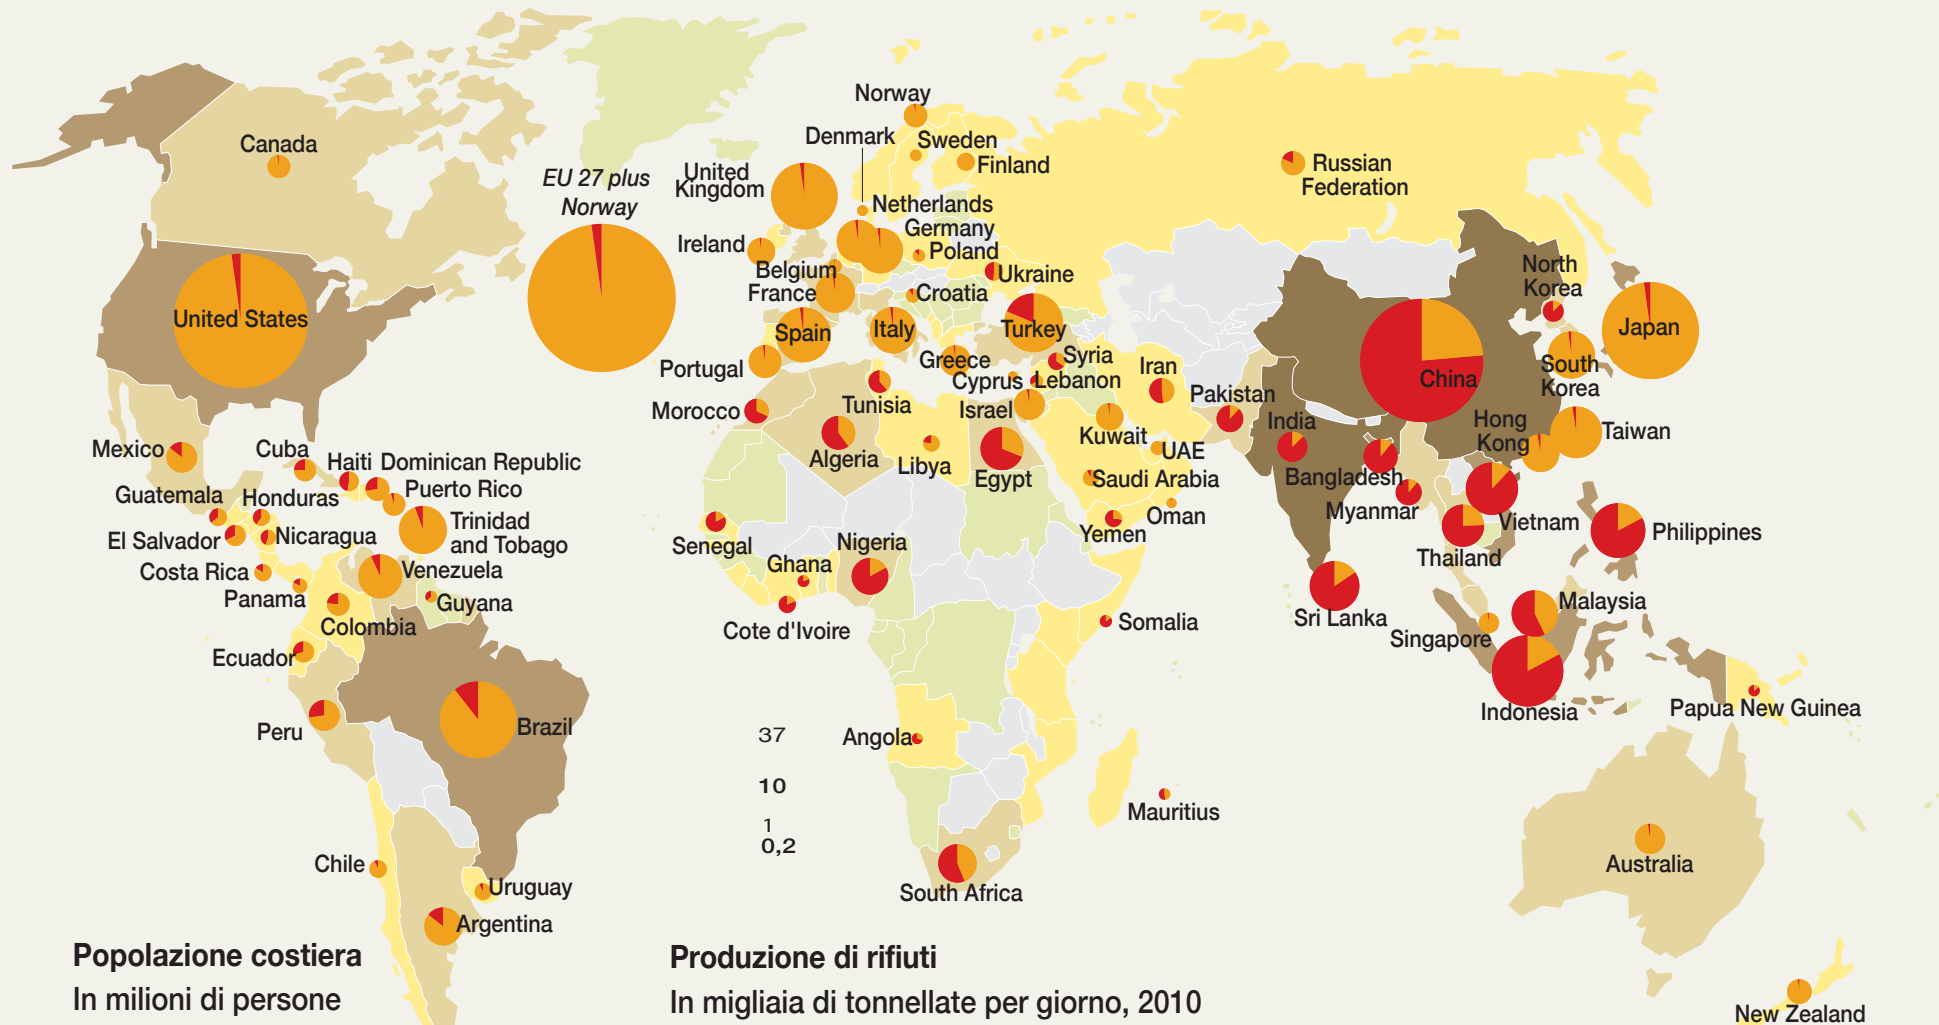 Norway
Denmark
Sweden
Finland
Canada
EU 27 plus
Norway
United
Kingdom
Russian
Federation
Netherlands
Germany
Poland
Ireland
Belgium
France
Ukraine
Croatia
North
Korea
United States
Spain
Italy
Turkey
Japan
Portugal
Greece
Syria
Cyprus
Lebanon
Iran
South
Korea
China
Morocco
Tunisia
Israel
Pakistan
Kuwait
India
Hong
Kong
Taiwan
Mexico
Cuba
Haiti
Dominican Republic
Algeria
Libya
Egypt
UAE
Saudi Arabia
Bangladesh
Guatemala
Honduras
Puerto Rico
Oman
Myanmar
Vietnam
Philippines
El Salvador
Nicaragua
Trinidad
and Tobago
Senegal
Nigeria
Yemen
Thailand
Costa Rica
Venezuela
Ghana
Panama
Guyana
Malaysia
Colombia
Cote d'Ivoire
Somalia
Sri Lanka
Singapore
Ecuador
Peru
Brazil
Indonesia
Papua New Guinea
37
Angola
10
Mauritius
1
0,2
Chile
Australia
Uruguay
South Africa
Argentina
Popolazione costiera
In milioni di persone
Produzione di rifiuti
In migliaia di tonnellate per giorno, 2010
New Zealand